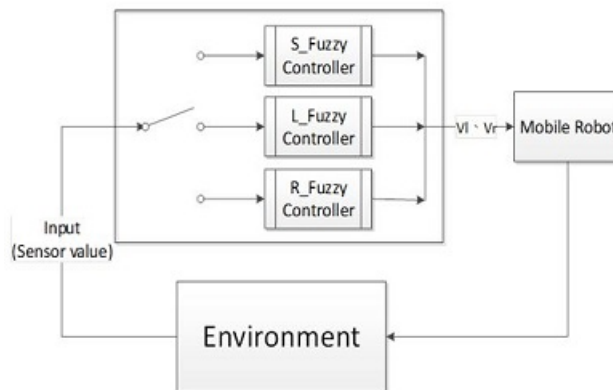 S_Fuzzy
Controller
L_Fuzzy
Controller
R_Fuzzy
Controller
Vl、Vr
Mobile Robot
Input
(Sensor value)
Environment